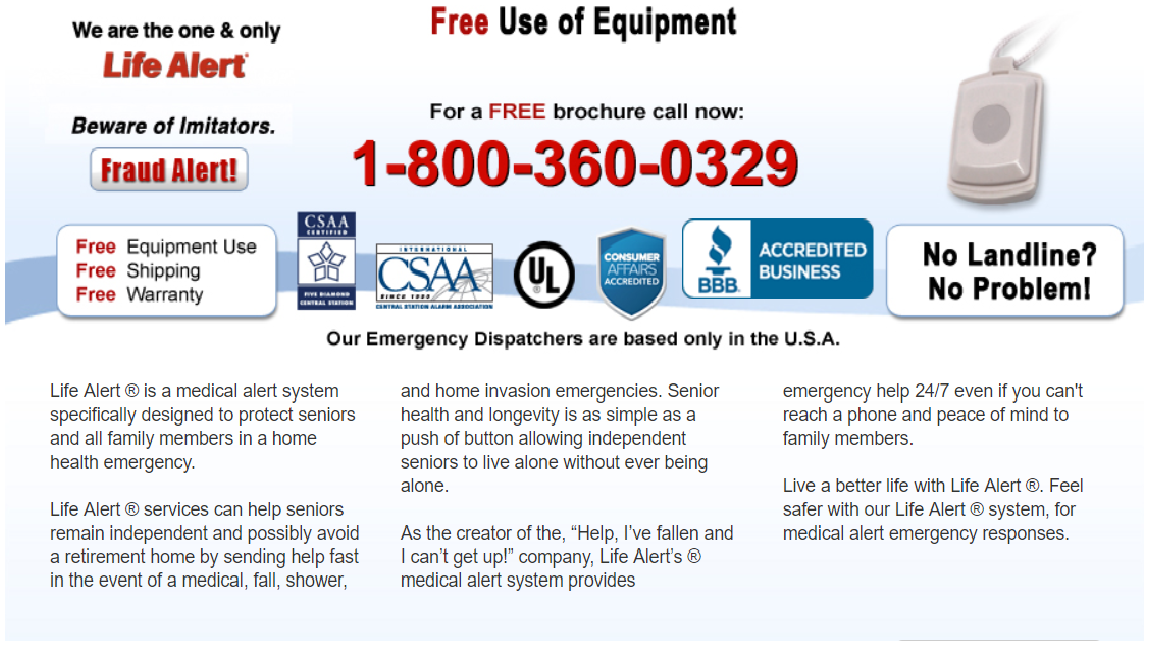 We are the one & only
Life Alert®
Beware of Imitators.
Fraud Alert!
Free Use of Equipment
For a FREE brochure call now:
1-800-360-0329
Free Equipment Use
Free Shipping
Free Warranty
CSAA
CERTIFIED
FIVE DIAMOND
CENTRAL STATION
INTERNATIONAL
CSAA
SINCE 1950
CENTRAL STATION ALARM ASSOCIATION
UL
®
CONSUMER
AFFAIRS
ACCREDITED
BBB.
ACCREDITED
BUSINESS
No Landline?
No Problem!
Our Emergency Dispatchers are based only in the U.S.A.
Life Alert ® is a medical alert system
specifically designed to protect seniors
and all family members in a home
health emergency.
Life Alert ® services can help seniors
remain independent and possibly avoid
a retirement home by sending help fast
in the event of a medical, fall, shower,
and home invasion emergencies. Senior
health and longevity is as simple as a
push of button allowing independent
seniors to live alone without ever being
alone.
As the creator of the, “Help, I’ve fallen and
I can’t get up!” company, Life Alert’s ®
medical alert system provides
emergency help 24/7 even if you can't
reach a phone and peace of mind to
family members.
Live a better life with Life Alert ®. Feel
safer with our Life Alert ® system, for
medical alert emergency responses.